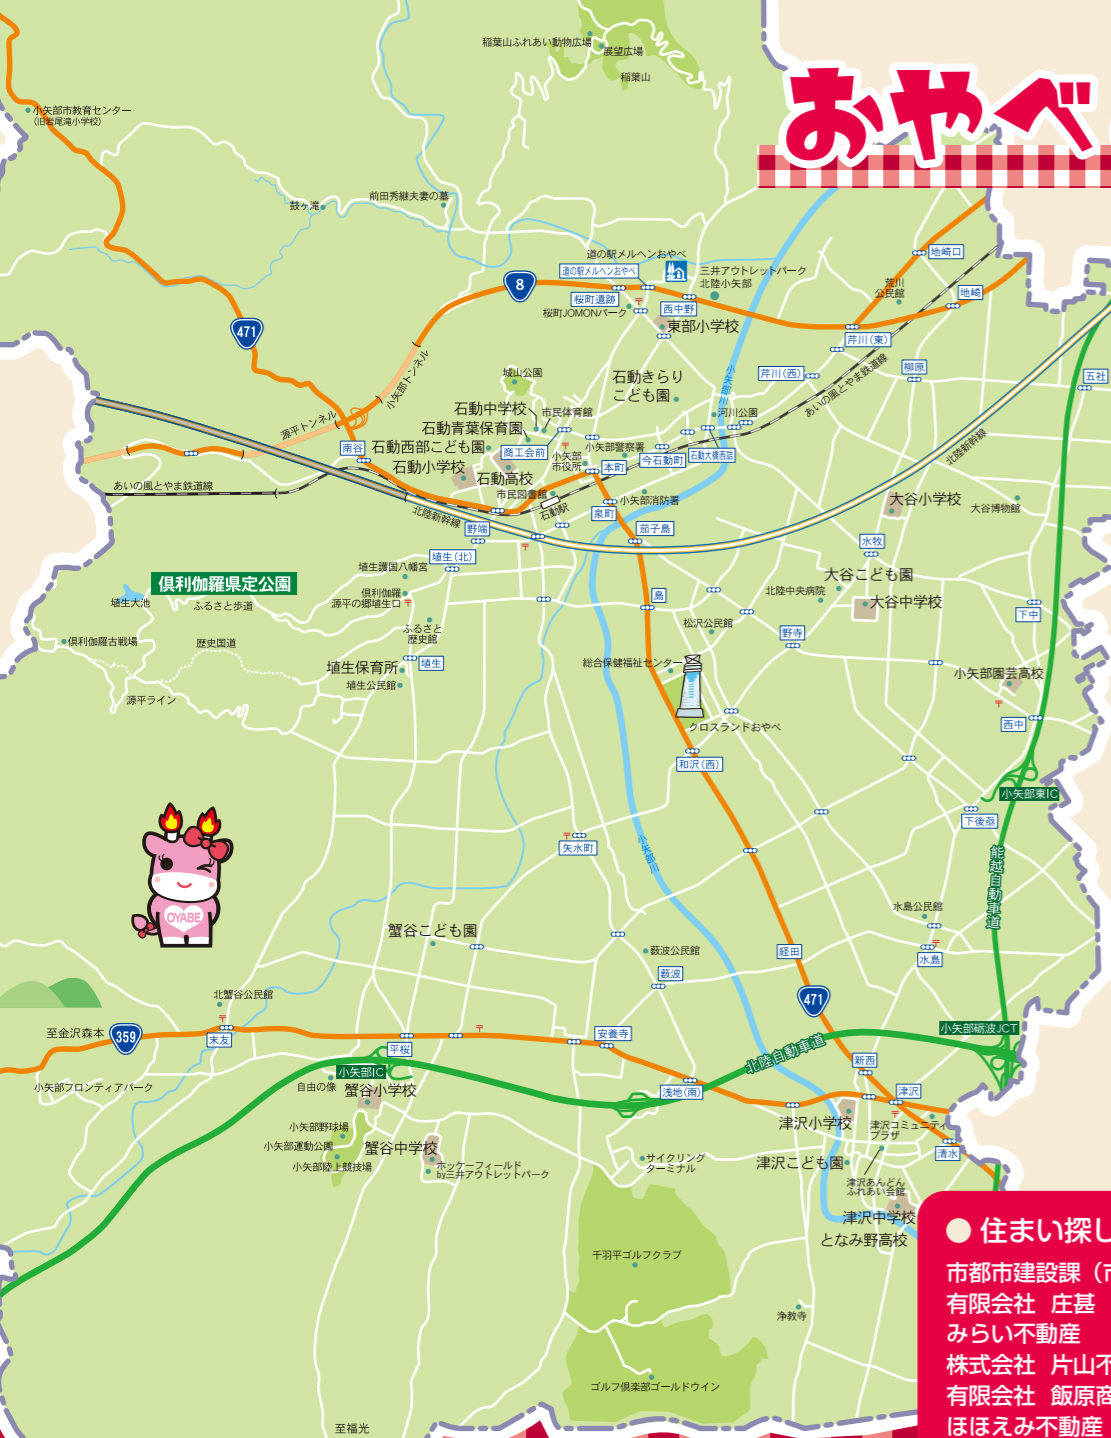 稲葉山ふれあい動物広場
展望広場
稲葉山
おやべ
小矢部市教育センター
(旧岩尾滝小学校)
鼓ヶ滝
前田秀継夫妻の墓
道の駅メルヘンおやべ
道の駅メルヘンおやべ
三井アウトレットパーク
北陸小矢部
地崎口
8
桜町遺跡
桜町JOMONパーク
西中野
東部小学校
荒川
公民館
地崎
471
芹川(東)
小矢部トンネル
城山公園
石動きらり
こども園
小矢部川
芹川(西)
柳原
五社
あいの風とやま鉄道線
源平トンネル
石動中学校
市民体育館
石動青葉保育園
河川公園
南谷
石動西部こども園
商工会前
小矢部
市役所
小矢部警察署
今石動町
石動大橋西詰
北陸新幹線
石動小学校
石動高校
本町
あいの風とやま鉄道線
市民図書館
石動駅
泉町
小矢部消防署
大谷小学校
大谷博物館
北陸新幹線
野端
茄子島
水牧
埴生(北)
埴生護国八幡宮
倶利伽羅県定公園
埴生大池
ふるさと歩道
倶利伽羅
源平の郷埴生口
島
北陸中央病院
大谷こども園
大谷中学校
下中
倶利伽羅古戦場
歴史国道
ふるさと
歴史館
松沢公民館
野寺
埴生保育所
埴生
埴生公民館
総合保健福祉センター
小矢部園芸高校
源平ライン
クロスランドおやべ
西中
和沢(西)
小矢部東IC
下後亟
矢水町
小矢部川
能越自動車道
OYABE
水島公民館
蟹谷こども園
薮波公民館
経田
水島
薮波
北蟹谷公民館
471
至金沢森本
359
末友
安養寺
小矢部砺波JCT
平桜
北陸自動車道
新西
小矢部IC
小矢部フロンティアパーク
自由の像
蟹谷小学校
浅地(南)
津沢
小矢部野球場
津沢小学校
津沢コミュニティ
プラザ
小矢部運動公園
蟹谷中学校
清水
小矢部陸上競技場
ホッケーフィールド
by三井アウトレットパーク
サイクリング
ターミナル
津沢こども園
津沢あんどん
ふれあい会館
津沢中学校
となみ野高校
千羽平ゴルフクラブ
浄教寺
ゴルフ倶楽部ゴールドウイン
至福光
● 住まい探し
市都市建設課（市
有限会社 庄基
みらい不動産
株式会社 片山不
有限会社 飯原商
ほほえみ不動産